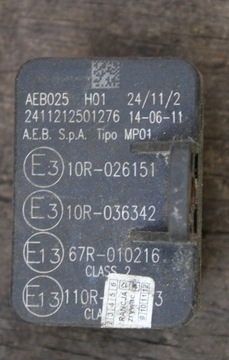 AEB025 H01 24/11/2
2411212501276 14-06-11
A.E.B. S.p.A. Tipo MP01
E3 10R-026151
E3 10R-036342
E13 67R-010216
CLASS 2
E13 110R-